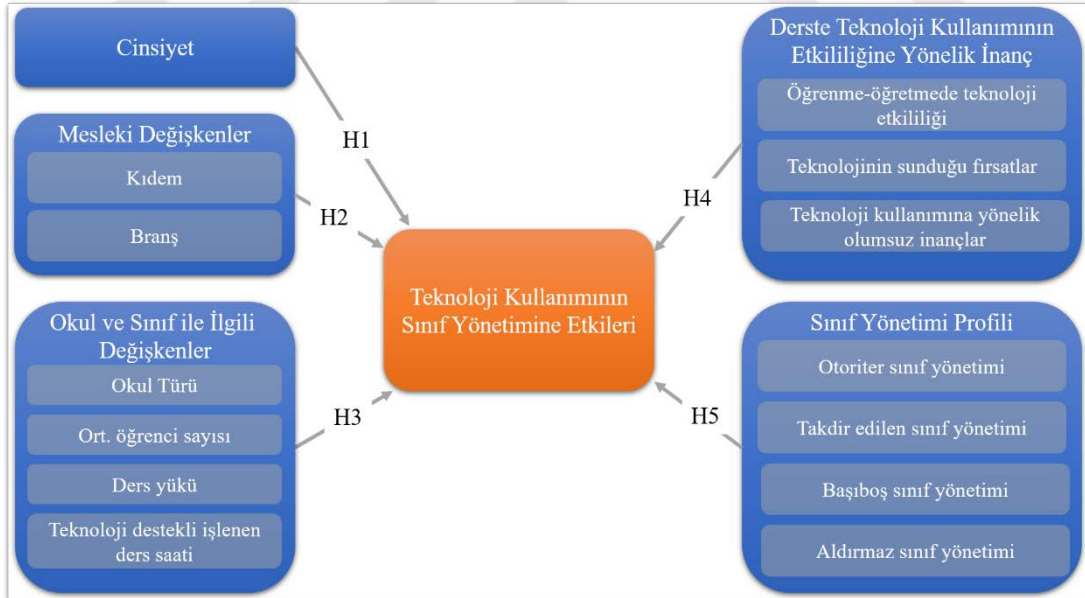 Cinsiyet
Mesleki Değişkenler
Kıdem
Branş
Okul ve Sınıf ile İlgili
Değişkenler
Okul Türü
Ort. öğrenci sayısı
Ders yükü
Teknoloji destekli işlenen
ders saati
H1
H2
H3
Teknoloji Kullanımının
Sınıf Yönetimine Etkileri
H4
H5
Derste Teknoloji Kullanımının
Etkililiğine Yönelik İnanç
Öğrenme-öğretmede teknoloji
etkililiği
Teknolojinin sunduğu fırsatlar
Teknoloji kullanımına yönelik
olumsuz inançlar
Sınıf Yönetimi Profili
Otoriter sınıf yönetimi
Takdir edilen sınıf yönetimi
Başıboş sınıf yönetimi
Aldırmaz sınıf yönetimi